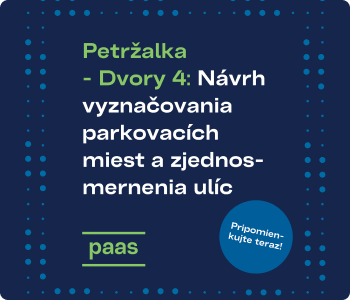 Petržalka
- Dvory 4: Návrh
vyznačovania
parkovacích
miest a zjednos-
mernenia ulíc
Pripomien-
kujte teraz!
paas